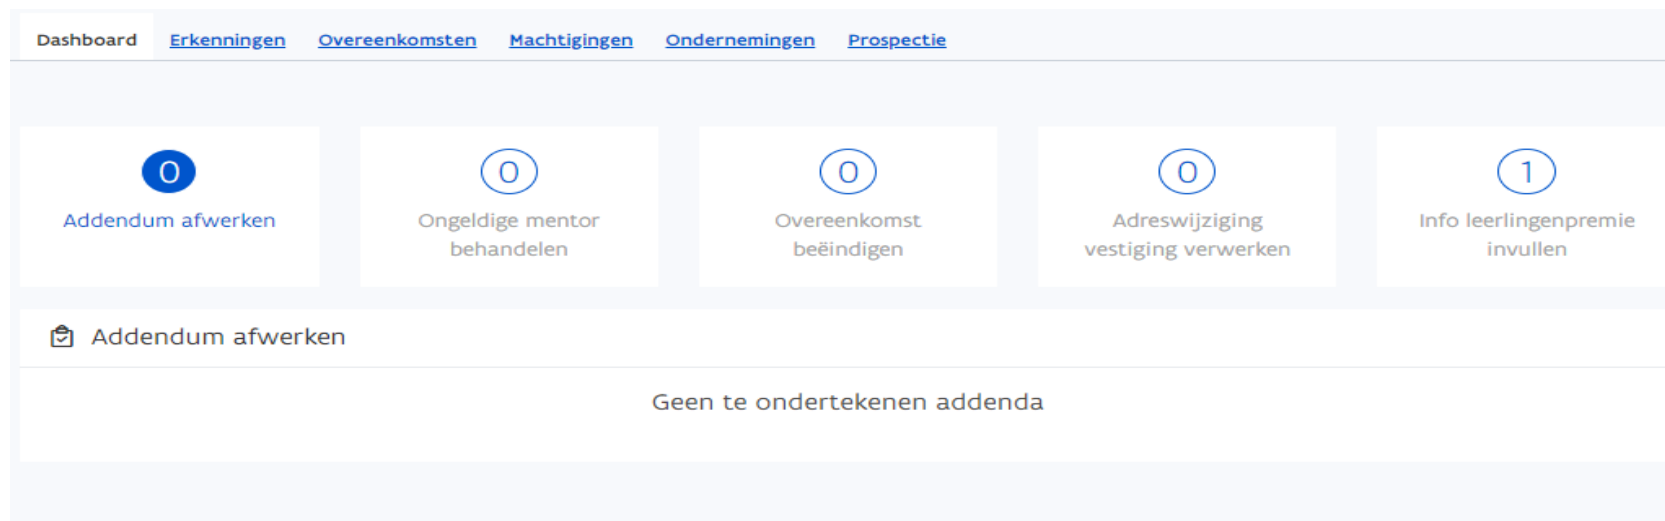 Dashboard Erkenningen Overeenkomsten Machtigingen Ondernemingen Prospectie
0
Addendum afwerken
0
Ongeldige mentor
behandelen
0
Overeenkomst
beëindigen
0
Adreswijziging
vestiging verwerken
1
Info leerlingenpremie
invullen
Addendum afwerken
Geen te ondertekenen addenda